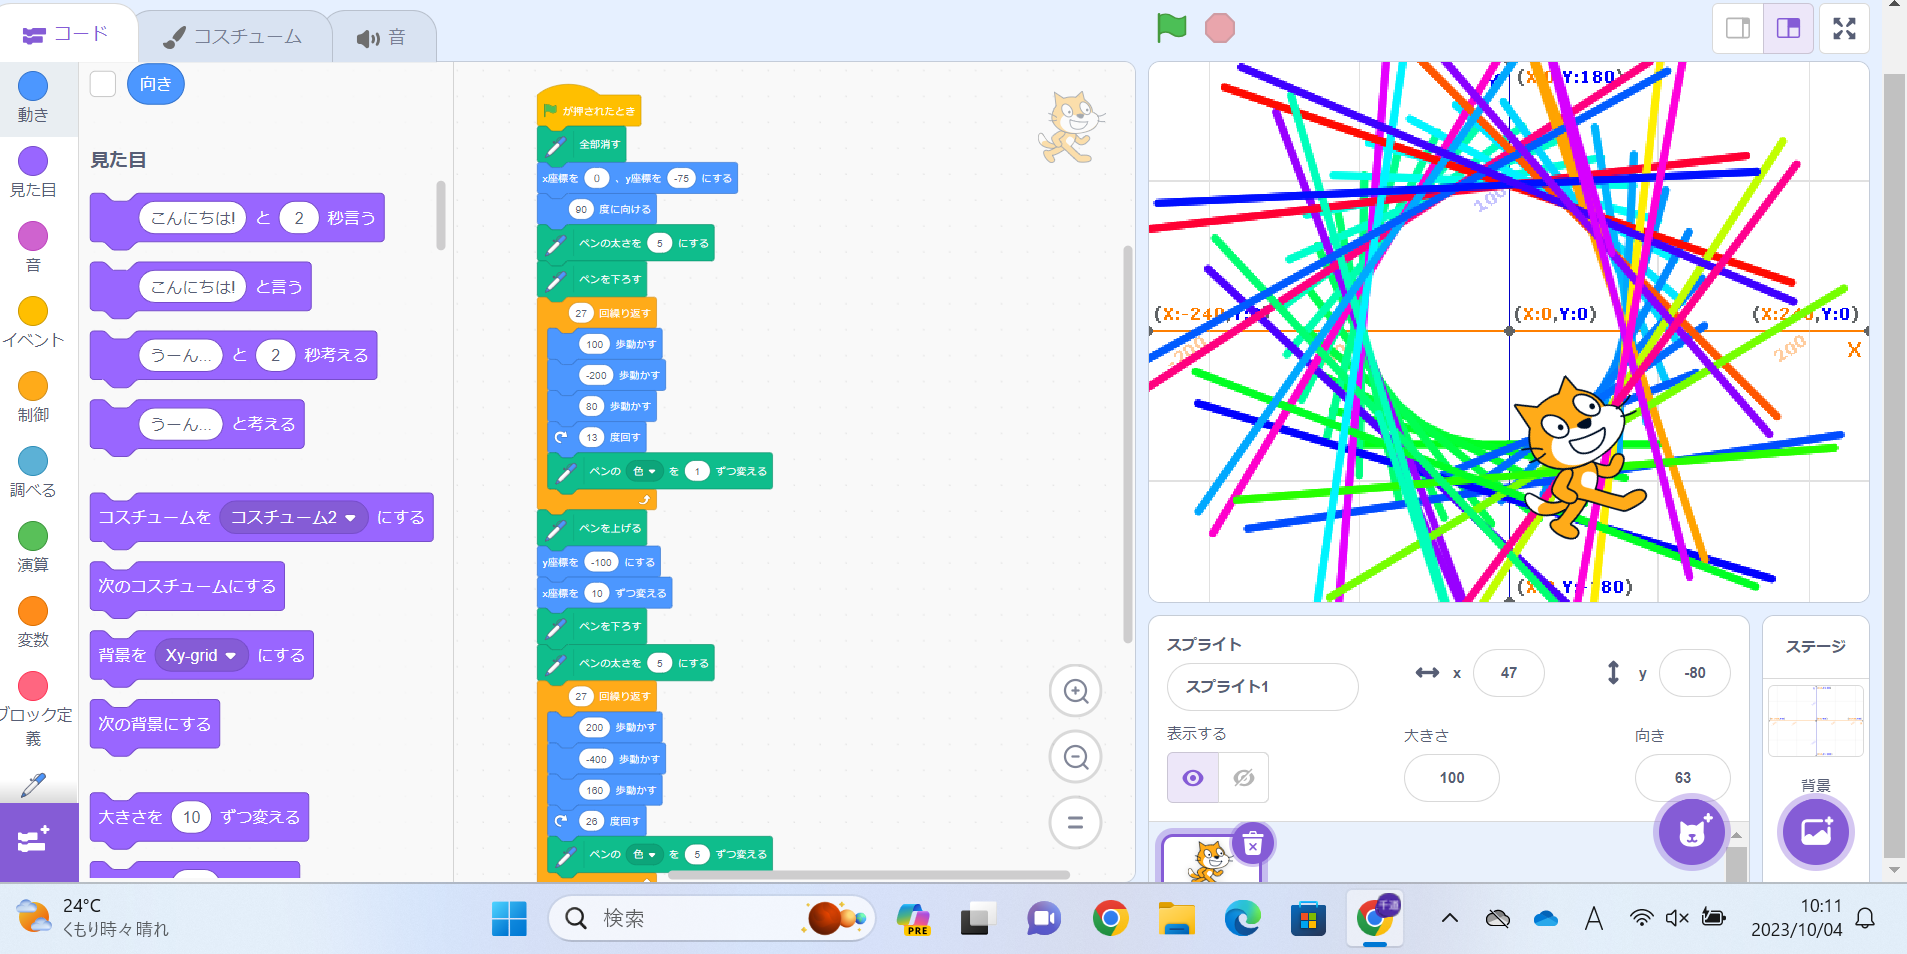 コード
コスチューム
音
動き
見た目
音
イベント
制御
調べる
演算
変数
ブロック定
義
向き
見た目
こんにちは! と 2 秒言う
こんにちは! と言う
うーん... と 2 秒考える
うーん... と考える
コスチュームを コスチューム2 にする
次のコスチュームにする
背景を Xy-grid にする
次の背景にする
大きさを 10 ずつ変える
が押されたとき
全部消す
x座標を 0 、y座標を -75 にする
90 度に向ける
ペンの太さを 5 にする
ペンを下ろす
27 回繰り返す
100 歩動かす
-200 歩動かす
80 歩動かす
13 度回す
ペンの 色 を 1 ずつ変える
ペンを上げる
y座標を -100 にする
x座標を 10 ずつ変える
ペンを下ろす
ペンの太さを 5 にする
27 回繰り返す
200 歩動かす
-400 歩動かす
160 歩動かす
26 度回す
ペンの 色 を 5 ずつ変える
Y:180)
100
(X:-240,
(X:0,Y:0)
Y:0)
X
200
200
スプライト
スプライト1
x 47
y -80
表示する
大きさ
100
向き
63
ステージ
背景
24°C
くもり時々晴れ
検索
PRE
千道
A
10:11
2023/10/04